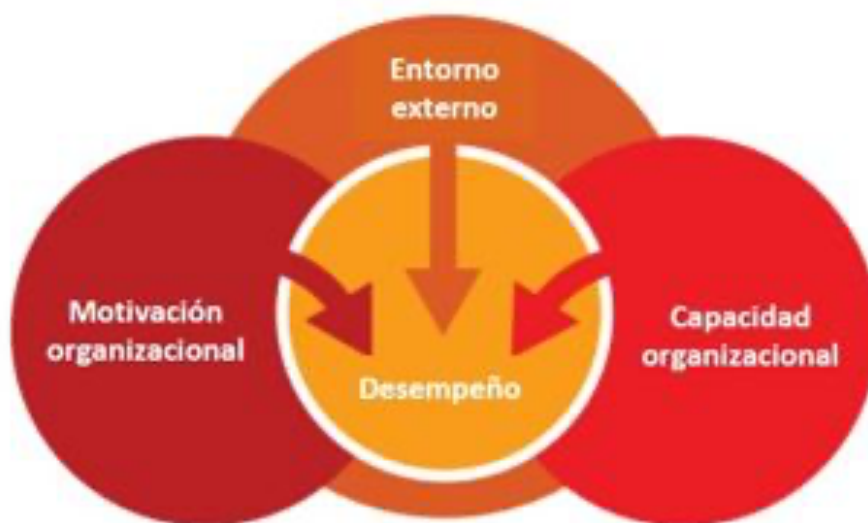 Entorno
externo
Motivación
organizacional
Capacidad
organizacional
Desempeño